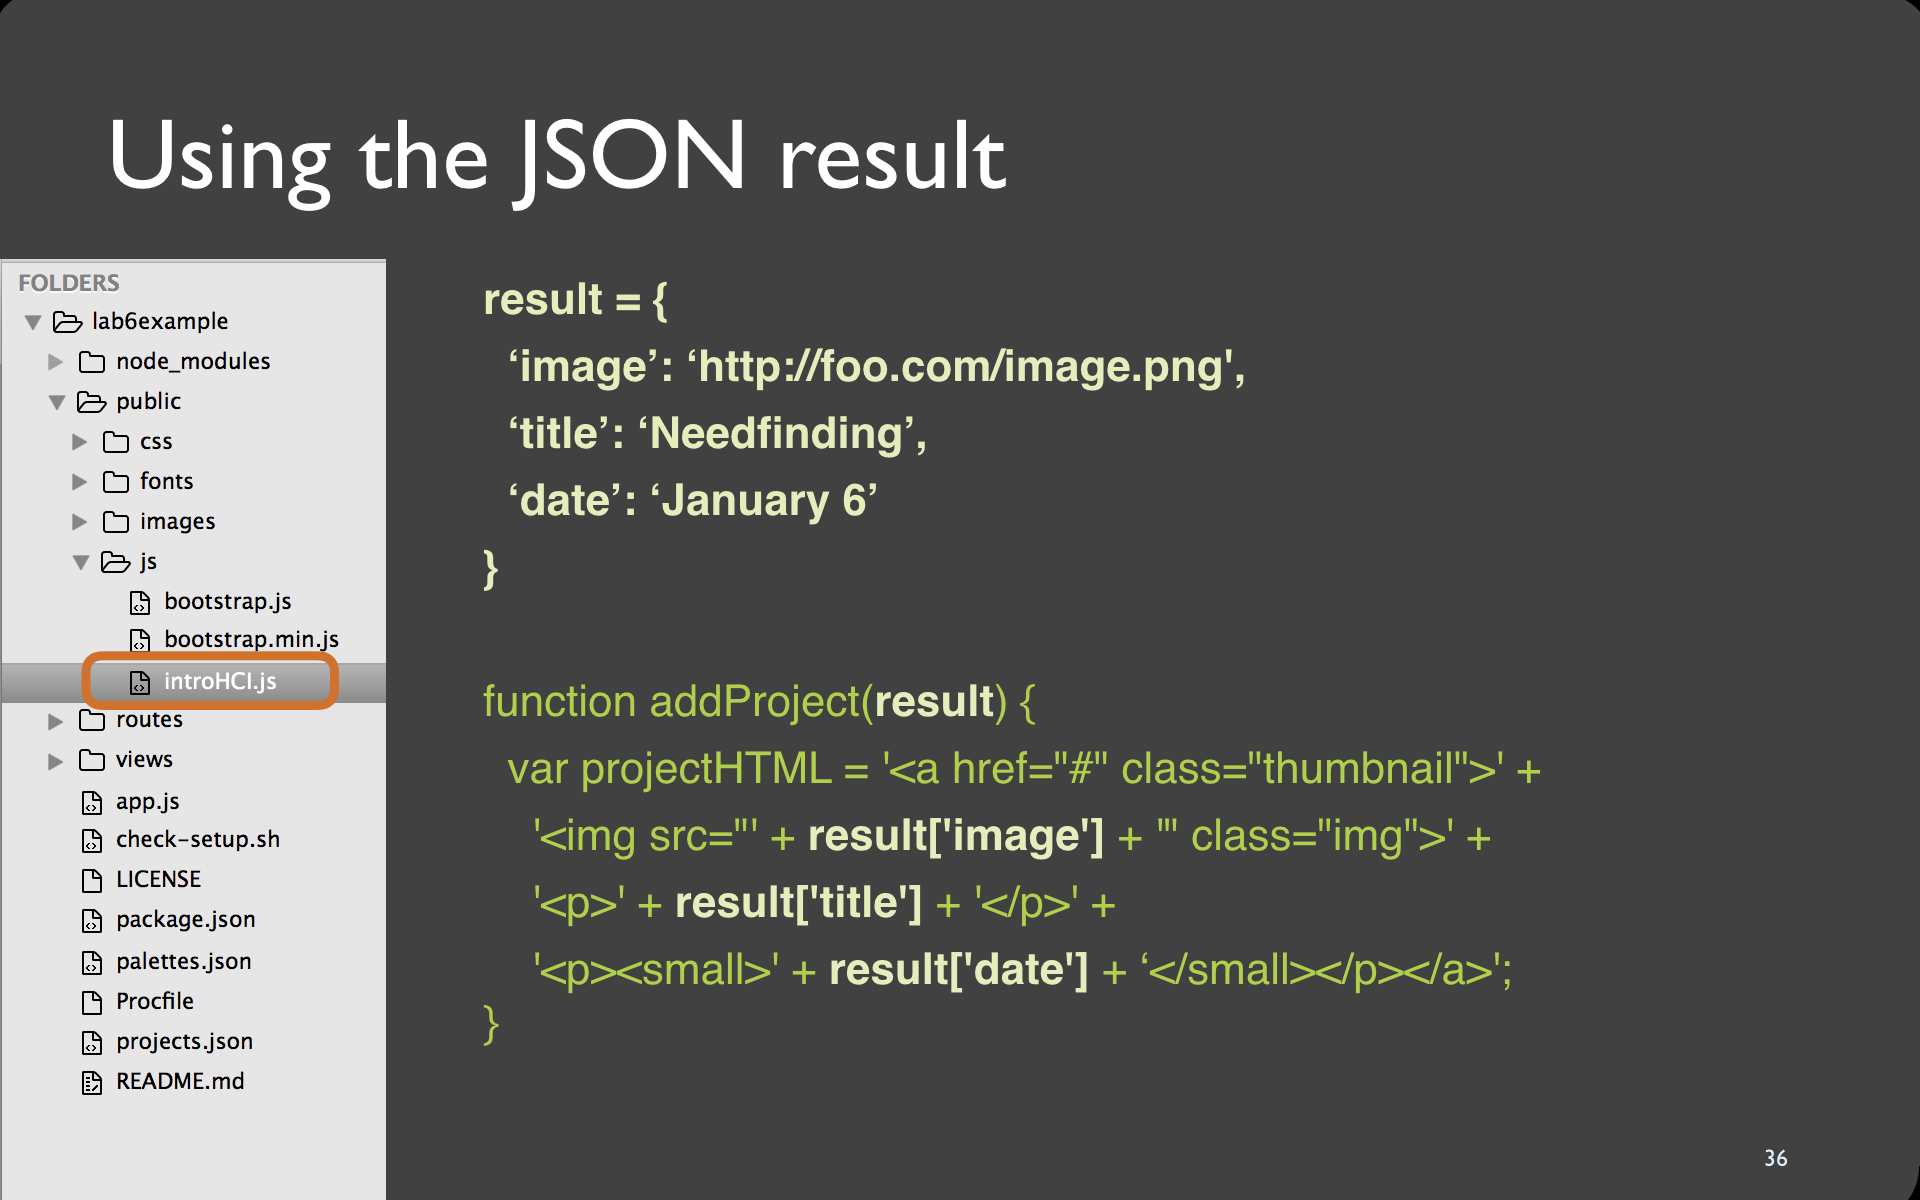 Using the JSON result
FOLDERS
lab6example
node_modules
public
css
fonts
images
js
bootstrap.js
bootstrap.min.js
introHCI.js
routes
views
app.js
check-setup.sh
LICENSE
package.json
palettes.json
Procfile
projects.json
README.md
result = {
‘image’: ‘http://foo.com/image.png',
‘title’: ‘Needfinding’,
‘date’: ‘January 6’
}
function addProject(result) {
var projectHTML = '<a href="#" class="thumbnail">' +
'<img src="' + result['image'] + '" class="img">' +
'<p>' + result['title'] + '</p>' +
'<p><small>' + result['date'] + ‘</small></p></a>';
}
36